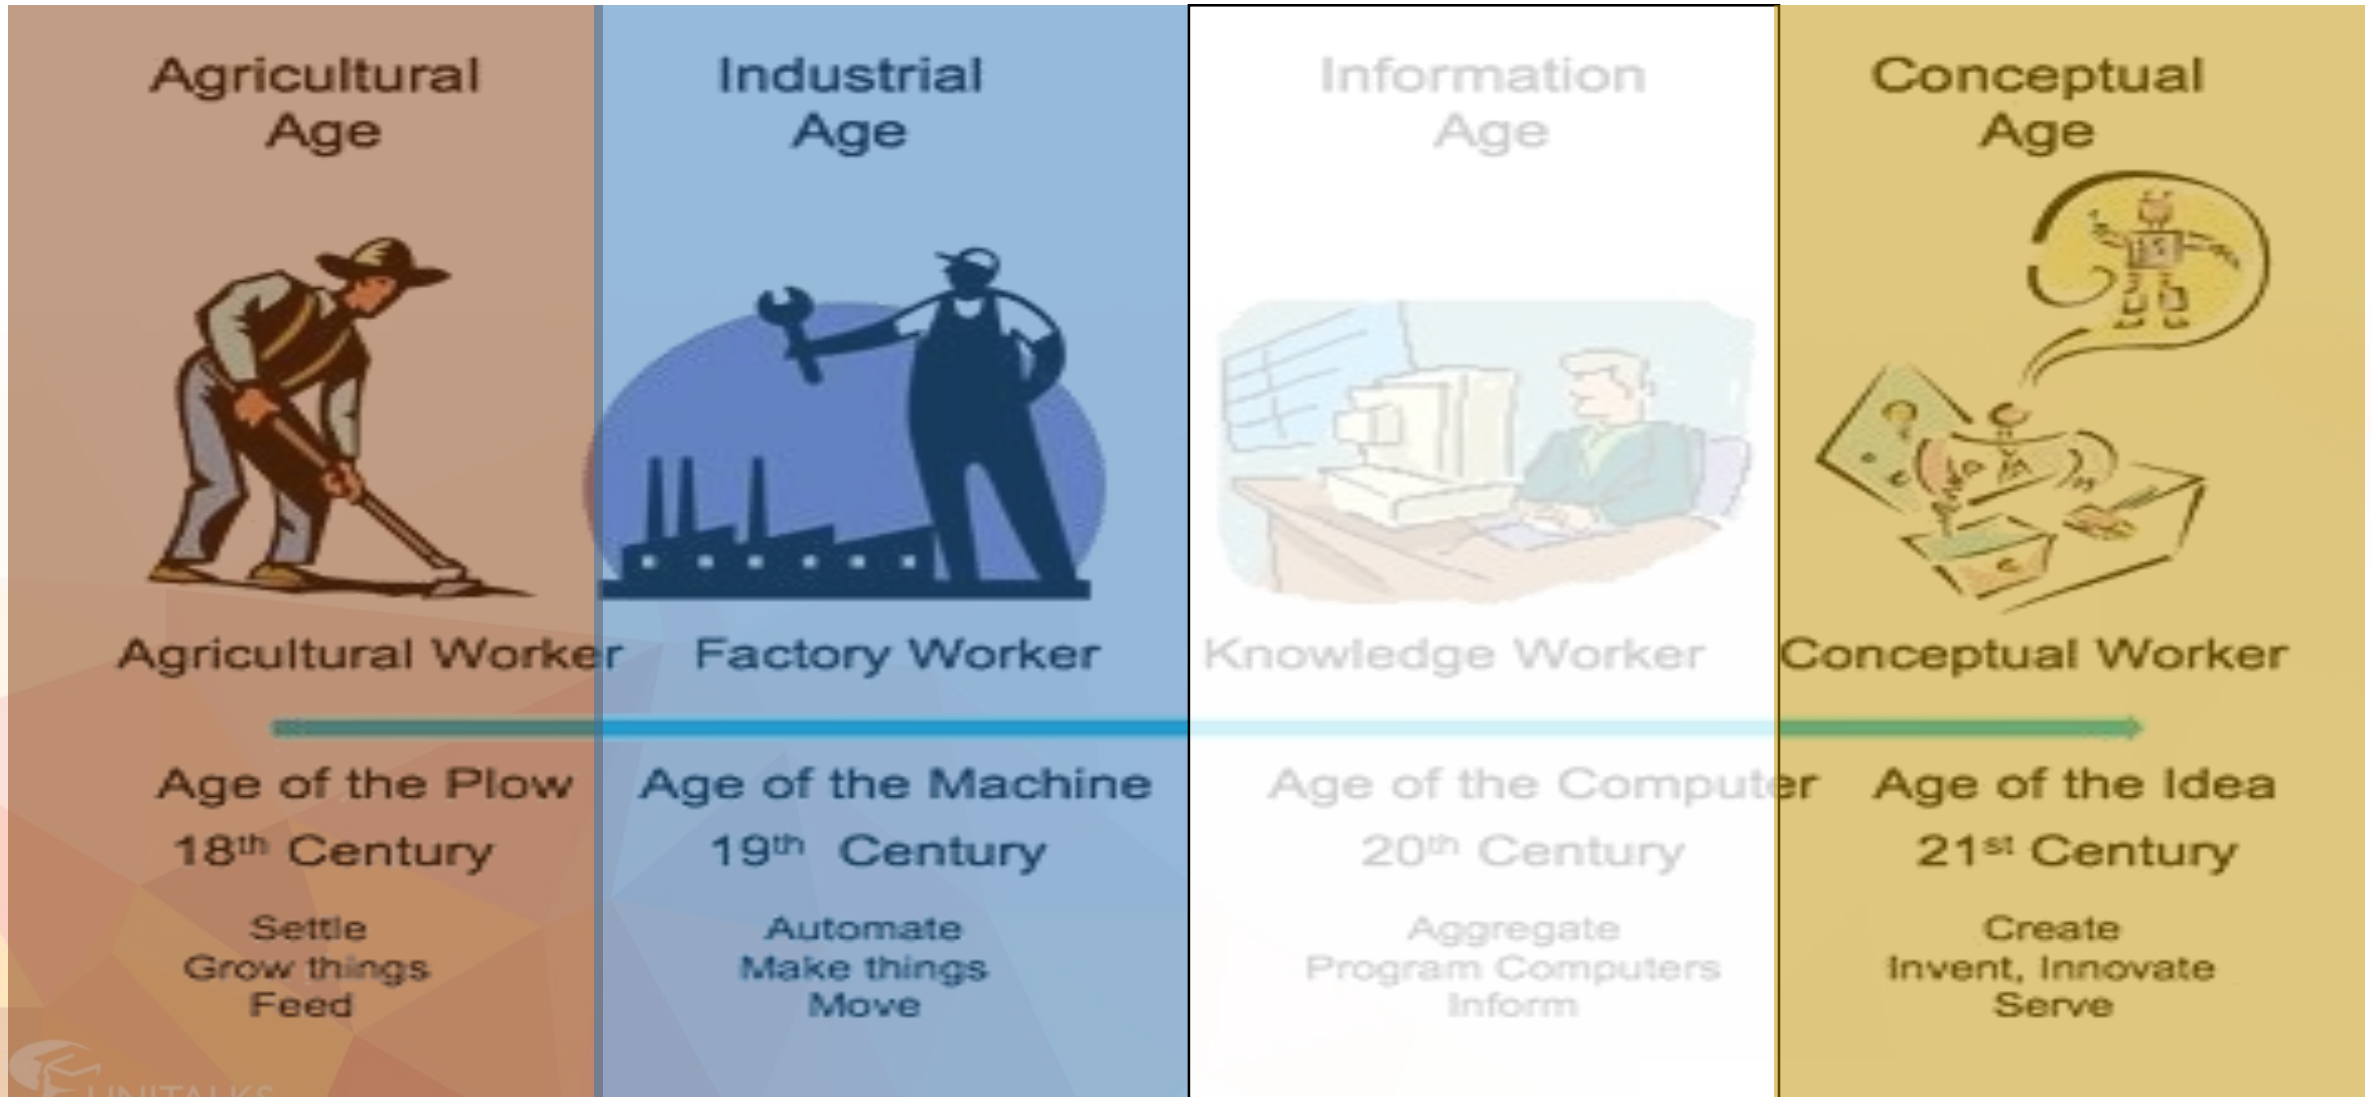 Agricultural
Age
Industrial
Age
Information
Age
Conceptual
Age
Agricultural Worker
Factory Worker
Knowledge Worker
Conceptual Worker
Age of the Plow
Age of the Machine
Age of the Computer
Age of the Idea
18th Century
19th Century
20th Century
21st Century
Settle
Grow things
Feed
Automate
Make things
Move
Aggregate
Program Computers
Inform
Create
Invent, Innovate
Serve
UNITALKS